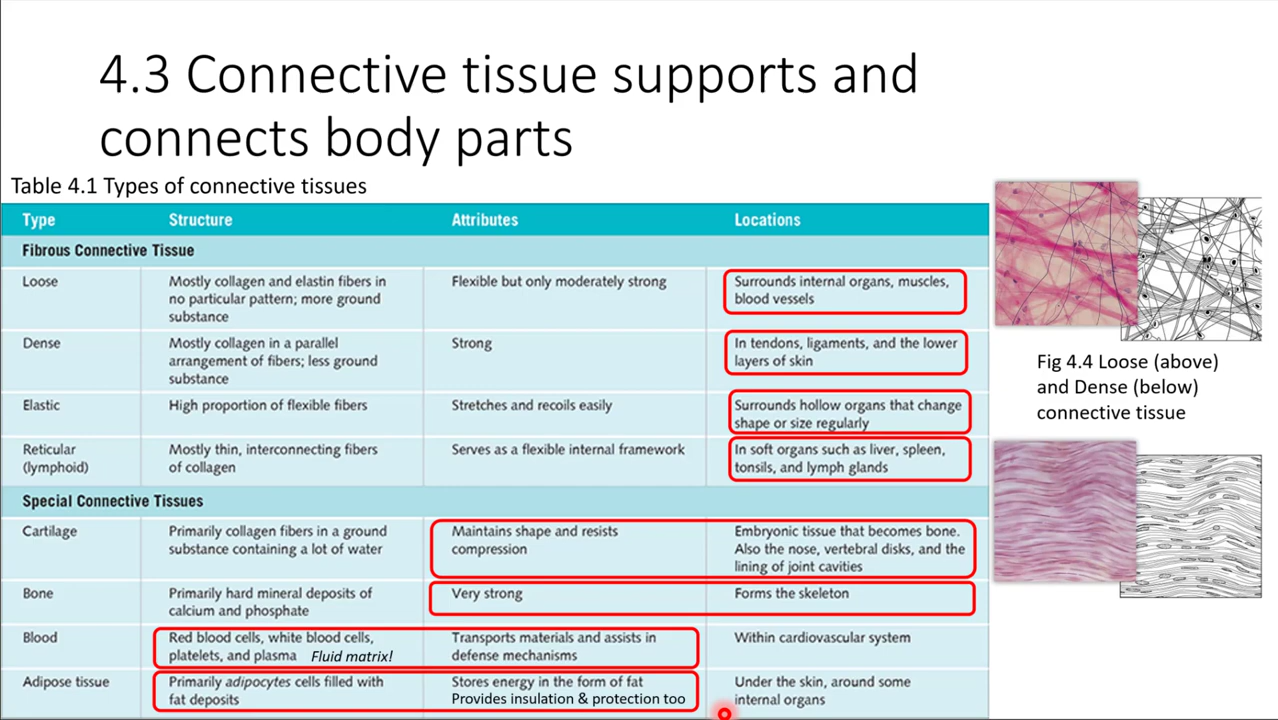 4.3 Connective tissue supports and
connects body parts
Table 4.1 Types of connective tissues
Type Structure Attributes Locations
Fibrous Connective Tissue
Loose
Mostly collagen and elastin fibers in
no particular pattern; more ground
substance
Flexible but only moderately strong
Surrounds internal organs, muscles,
blood vessels
Dense
Mostly collagen in a parallel
arrangement of fibers; less ground
substance
Strong
In tendons, ligaments, and the lower
layers of skin
Elastic
High proportion of flexible fibers
Stretches and recoils easily
Surrounds hollow organs that change
shape or size regularly
Reticular
(lymphoid)
Mostly thin, interconnecting fibers
of collagen
Serves as a flexible internal framework
In soft organs such as liver, spleen,
tonsils, and lymph glands
Special Connective Tissues
Cartilage
Primarily collagen fibers in a ground
substance containing a lot of water
Maintains shape and resists
compression
Embryonic tissue that becomes bone.
Also the nose, vertebral disks, and the
lining of joint cavities
Bone
Primarily hard mineral deposits of
calcium and phosphate
Very strong
Forms the skeleton
Blood
Red blood cells, white blood cells,
platelets, and plasma Fluid matrix!
Transports materials and assists in
defense mechanisms
Within cardiovascular system
Adipose tissue
Primarily adipocytes cells filled with
fat deposits
Stores energy in the form of fat
Provides insulation & protection too
Under the skin, around some
internal organs
Fig 4.4 Loose (above)
and Dense (below)
connective tissue